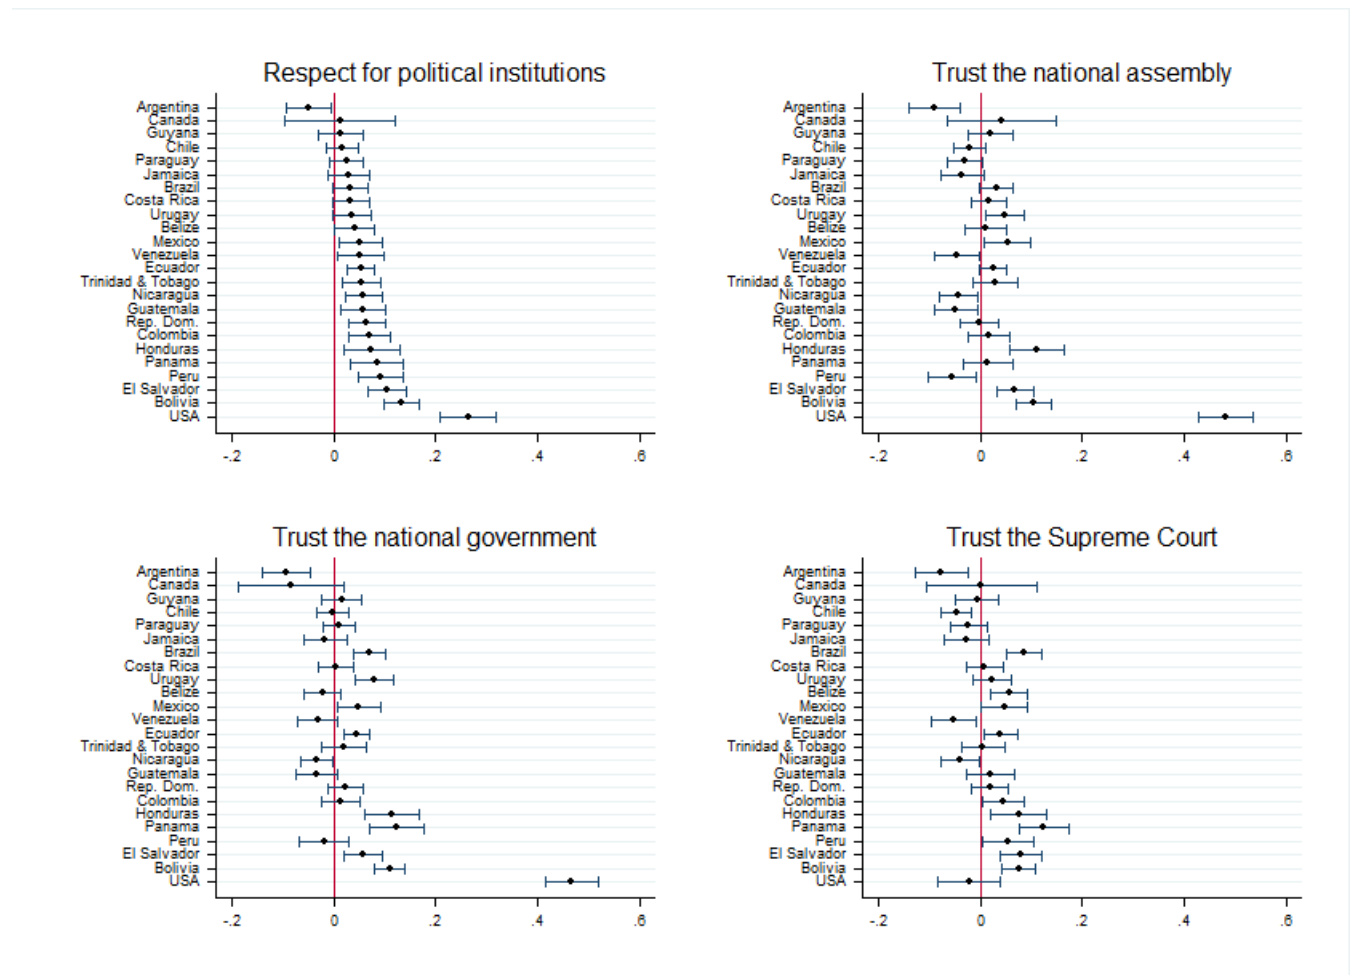 Respect for political institutions
Argentina
Canada
Guyana
Chile
Paraguay
Jamaica
Brazil
Costa Rica
Urugay
Belize
Mexico
Venezuela
Ecuador
Trinidad & Tobago
Nicaragua
Guatemala
Rep. Dom.
Colombia
Honduras
Panama
Peru
El Salvador
Bolivia
USA
-.2 0 .2 .4 .6
Trust the national assembly
Argentina
Canada
Guyana
Chile
Paraguay
Jamaica
Brazil
Costa Rica
Urugay
Belize
Mexico
Venezuela
Ecuador
Trinidad & Tobago
Nicaragua
Guatemala
Rep. Dom.
Colombia
Honduras
Panama
Peru
El Salvador
Bolivia
USA
-.2 0 .2 .4 .6
Trust the national government
Argentina
Canada
Guyana
Chile
Paraguay
Jamaica
Brazil
Costa Rica
Urugay
Belize
Mexico
Venezuela
Ecuador
Trinidad & Tobago
Nicaragua
Guatemala
Rep. Dom.
Colombia
Honduras
Panama
Peru
El Salvador
Bolivia
USA
-.2 0 .2 .4 .6
Trust the Supreme Court
Argentina
Canada
Guyana
Chile
Paraguay
Jamaica
Brazil
Costa Rica
Urugay
Belize
Mexico
Venezuela
Ecuador
Trinidad & Tobago
Nicaragua
Guatemala
Rep. Dom.
Colombia
Honduras
Panama
Peru
El Salvador
Bolivia
USA
-.2 0 .2 .4 .6